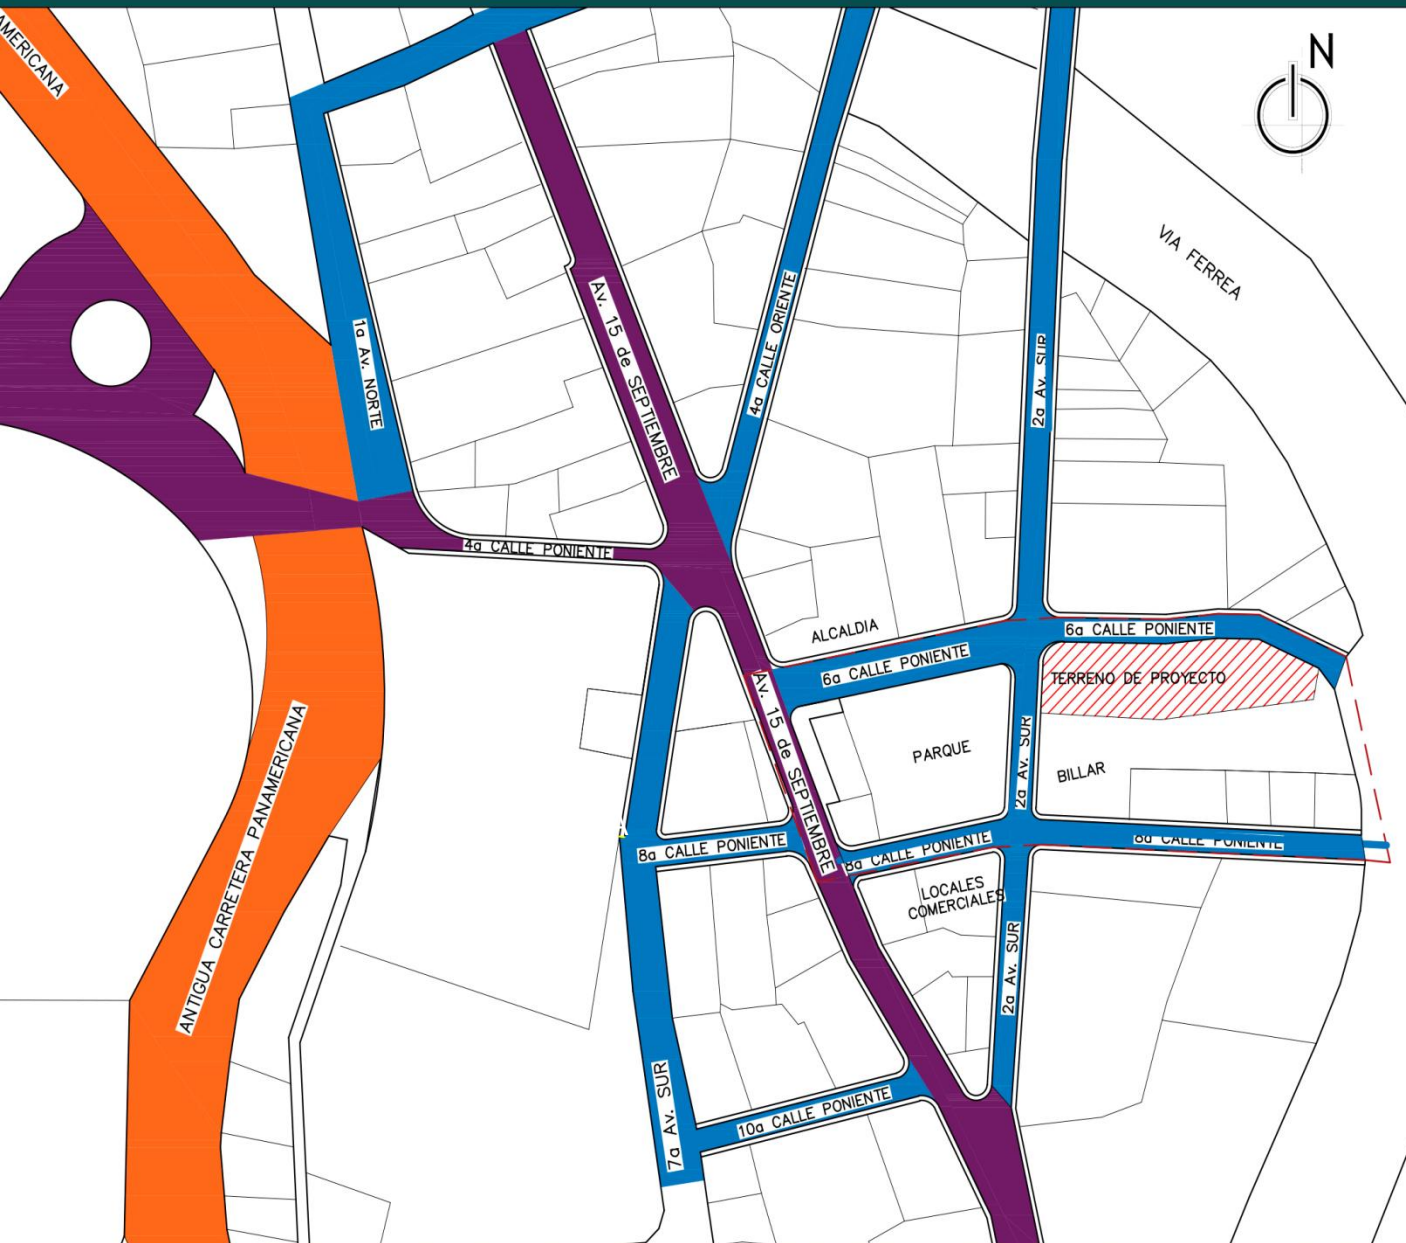 AMERICANA
N
VIA FERREA
Av. 15 de SEPTIEMBRE
4a CALLE ORIENTE
1a Av. NORTE
2a Av. SUR
4a CALLE PONIENTE
ALCALDIA
6a CALLE PONIENTE
6a CALLE PONIENTE
TERRENO DE PROYECTO
Av. 15 de SEPTIEMBRE
PARQUE
2a Av. SUR
BILLAR
ANTIGUA CARRETERA PANAMERICANA
8a CALLE PONIENTE
8a CALLE PONIENTE
8a CALLE PONIENTE
LOCALES
COMERCIALES
2a Av. SUR
7a Av. SUR
10a CALLE PONIENTE